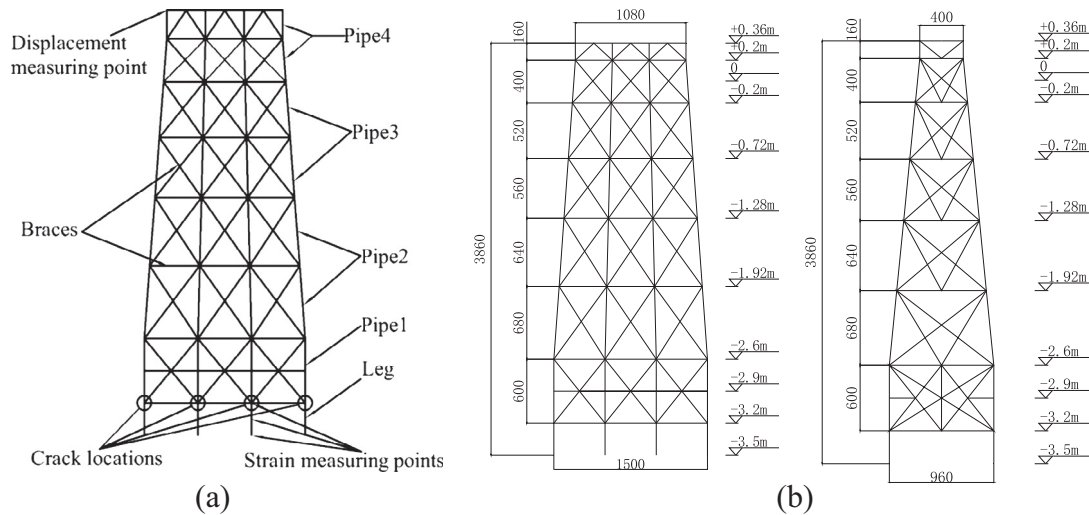 Displacement
measuring point
Pipe4
Pipe3
Braces
Pipe2
Pipe1
Leg
Crack locations
Strain measuring points
(a)
1080
160
400
520
560
640
680
600
3860
1500
+0.36m
+0.2m
0
-0.2m
-0.72m
-1.28m
-1.92m
-2.6m
-2.9m
-3.2m
-3.5m
(b)
400
160
400
520
560
640
680
600
3860
960
+0.36m
+0.2m
0
-0.2m
-0.72m
-1.28m
-1.92m
-2.6m
-2.9m
-3.2m
-3.5m